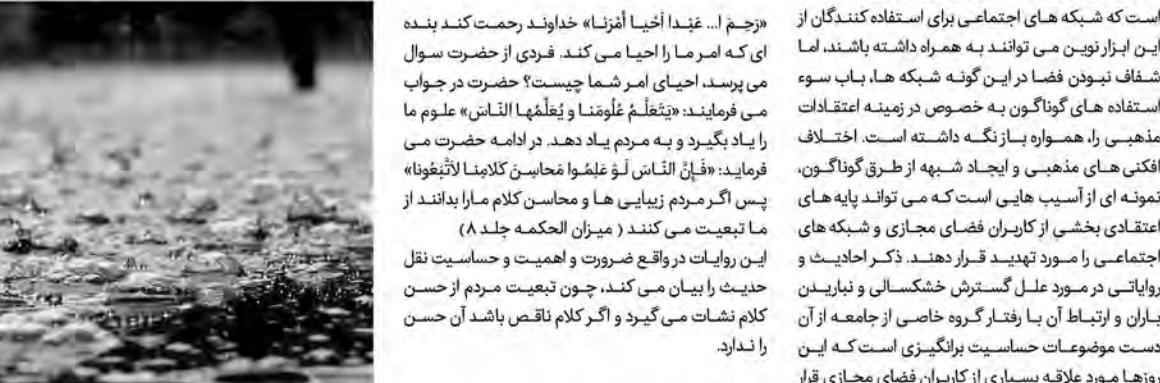 است که شبکه های اجتماعی برای استفاده کنندگان از
این ابزار نوین می توانند به همراه داشته باشند، اما
شفاف نبودن فضا در این گونه شبکه ها، باب سوء
استفاده های گوناگون به خصوص در زمینه اعتقادات
مذهبی را، همواره باز نگه داشته است. اختلاف
افکنی های مذهبی و ایجاد شبهه از طرق گوناگون،
نمونه ای از آسیب هایی است که می تواند پایه های
اعتقادی بخشی از کاربران فضای مجازی و شبکه های
اجتماعی را مورد تهدید قرار دهند. ذکر احادیث و
روایاتی در مورد علل گسترش خشکسالی و نباریدن
باران و ارتباط آن با رفتار گروه خاصی از جامعه از آن
دست موضوعات حساسیت برانگیزی است که این
روزها مورد علاقه بسیاری از کاربران فضای مجازی قرار
«رَحِمَ ا... عَبْدا أحْیا أمْرَنا» خداوند رحمت کند بنده
ای که امر ما را احیا می کند. فردی از حضرت سوال
می پرسد، احیای امر شما چیست؟ حضرت در جواب
می فرمایند: «یَتَعَلَّمُ عُلُومَنا و یُعَلِّمُها النّاسَ» علوم ما
را یاد بگیرد و به مردم یاد دهد. در ادامه حضرت می
فرماید: «فَإنَّ النّاسَ لَوْ عَلِمُوا مَحاسِنَ کَلامِنا لاَتَّبَعُونا»
پس اگر مردم زیبایی ها و محاسن کلام مارا بدانند از
ما تبعیت می کنند ( میزان الحکمه جلد ۸)
این روایات در واقع ضرورت و اهمیت و حساسیت نقل
حدیث را بیان می کند، چون تبعیت مردم از حسن
کلام نشات می گیرد و اگر کلام ناقص باشد آن حسن
را ندارد.